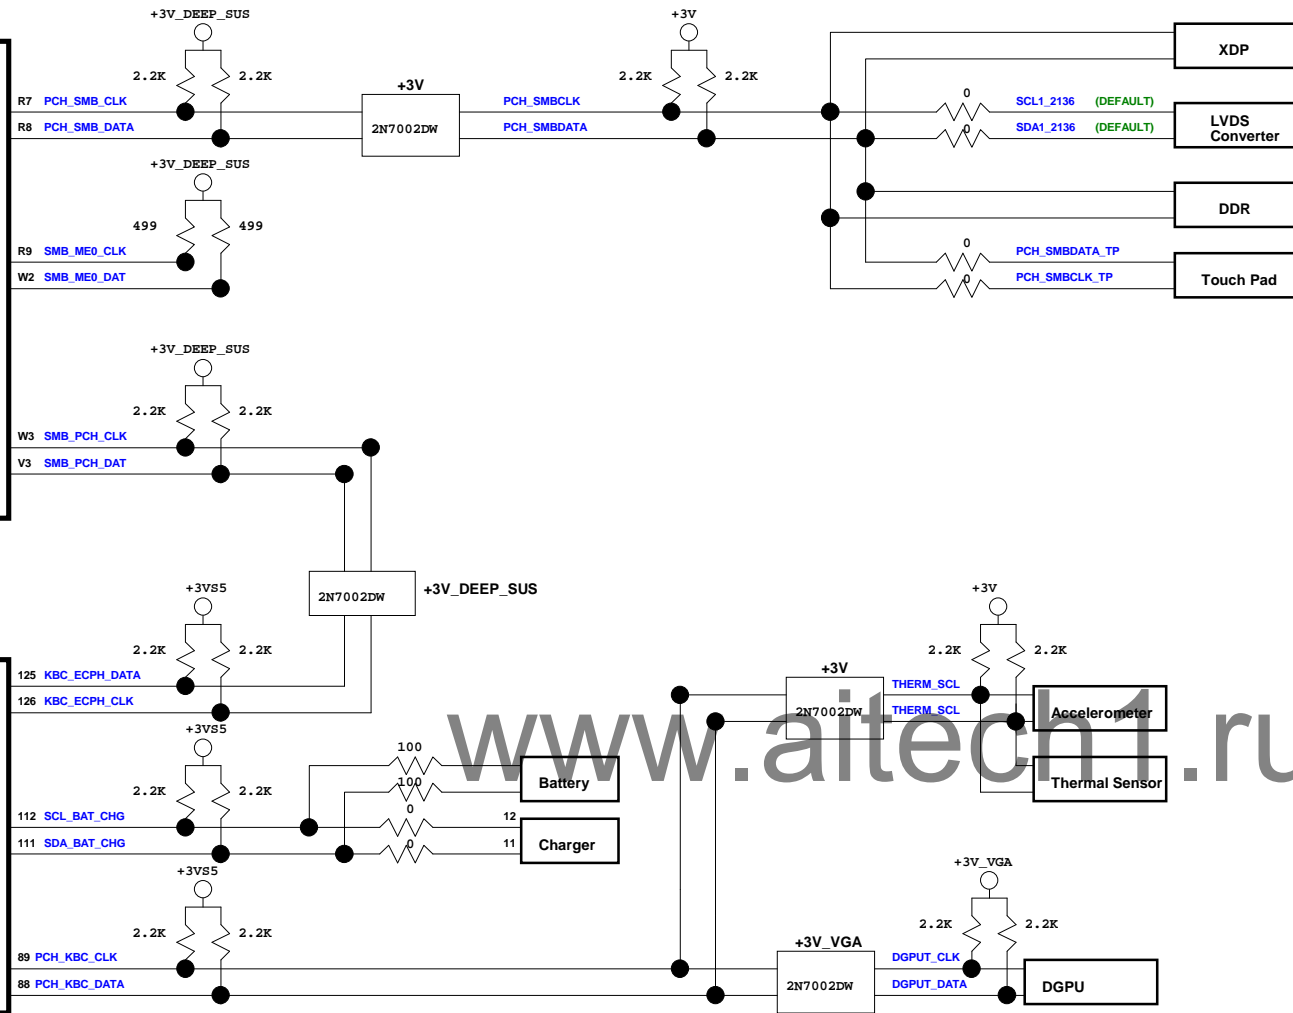 +3V_DEEP_SUS
+3V
2.2K 2.2K
2.2K 2.2K
XDP
+3V
R7 PCH_SMB_CLK
PCH_SMBCLK
0
SCL1_2136 (DEFAULT)
LVDS
Converter
R8 PCH_SMB_DATA
2N7002DW
PCH_SMBDATA
0
SDA1_2136 (DEFAULT)
+3V_DEEP_SUS
499 499
DDR
R9 SMB_ME0_CLK
0
PCH_SMBDATA_TP
W2 SMB_ME0_DAT
0
PCH_SMBCLK_TP
Touch Pad
+3V_DEEP_SUS
2.2K 2.2K
W3 SMB_PCH_CLK
V3 SMB_PCH_DAT
2N7002DW
+3V_DEEP_SUS
+3VS5
+3V
2.2K 2.2K
2.2K 2.2K
125 KBC_ECPH_DATA
126 KBC_ECPH_CLK
+3V
2N7002DW
THERM_SCL
THERM_SCL
Accelerometer
www.aitech1.ru
+3VS5
100
100
Battery
Thermal Sensor
2.2K 2.2K
112 SCL_BAT_CHG
0
12
111 SDA_BAT_CHG
0
11
Charger
+3VS5
+3V_VGA
2.2K 2.2K
2.2K 2.2K
+3V_VGA
89 PCH_KBC_CLK
DGPUT_CLK
88 PCH_KBC_DATA
2N7002DW
DGPUT_DATA
DGPU